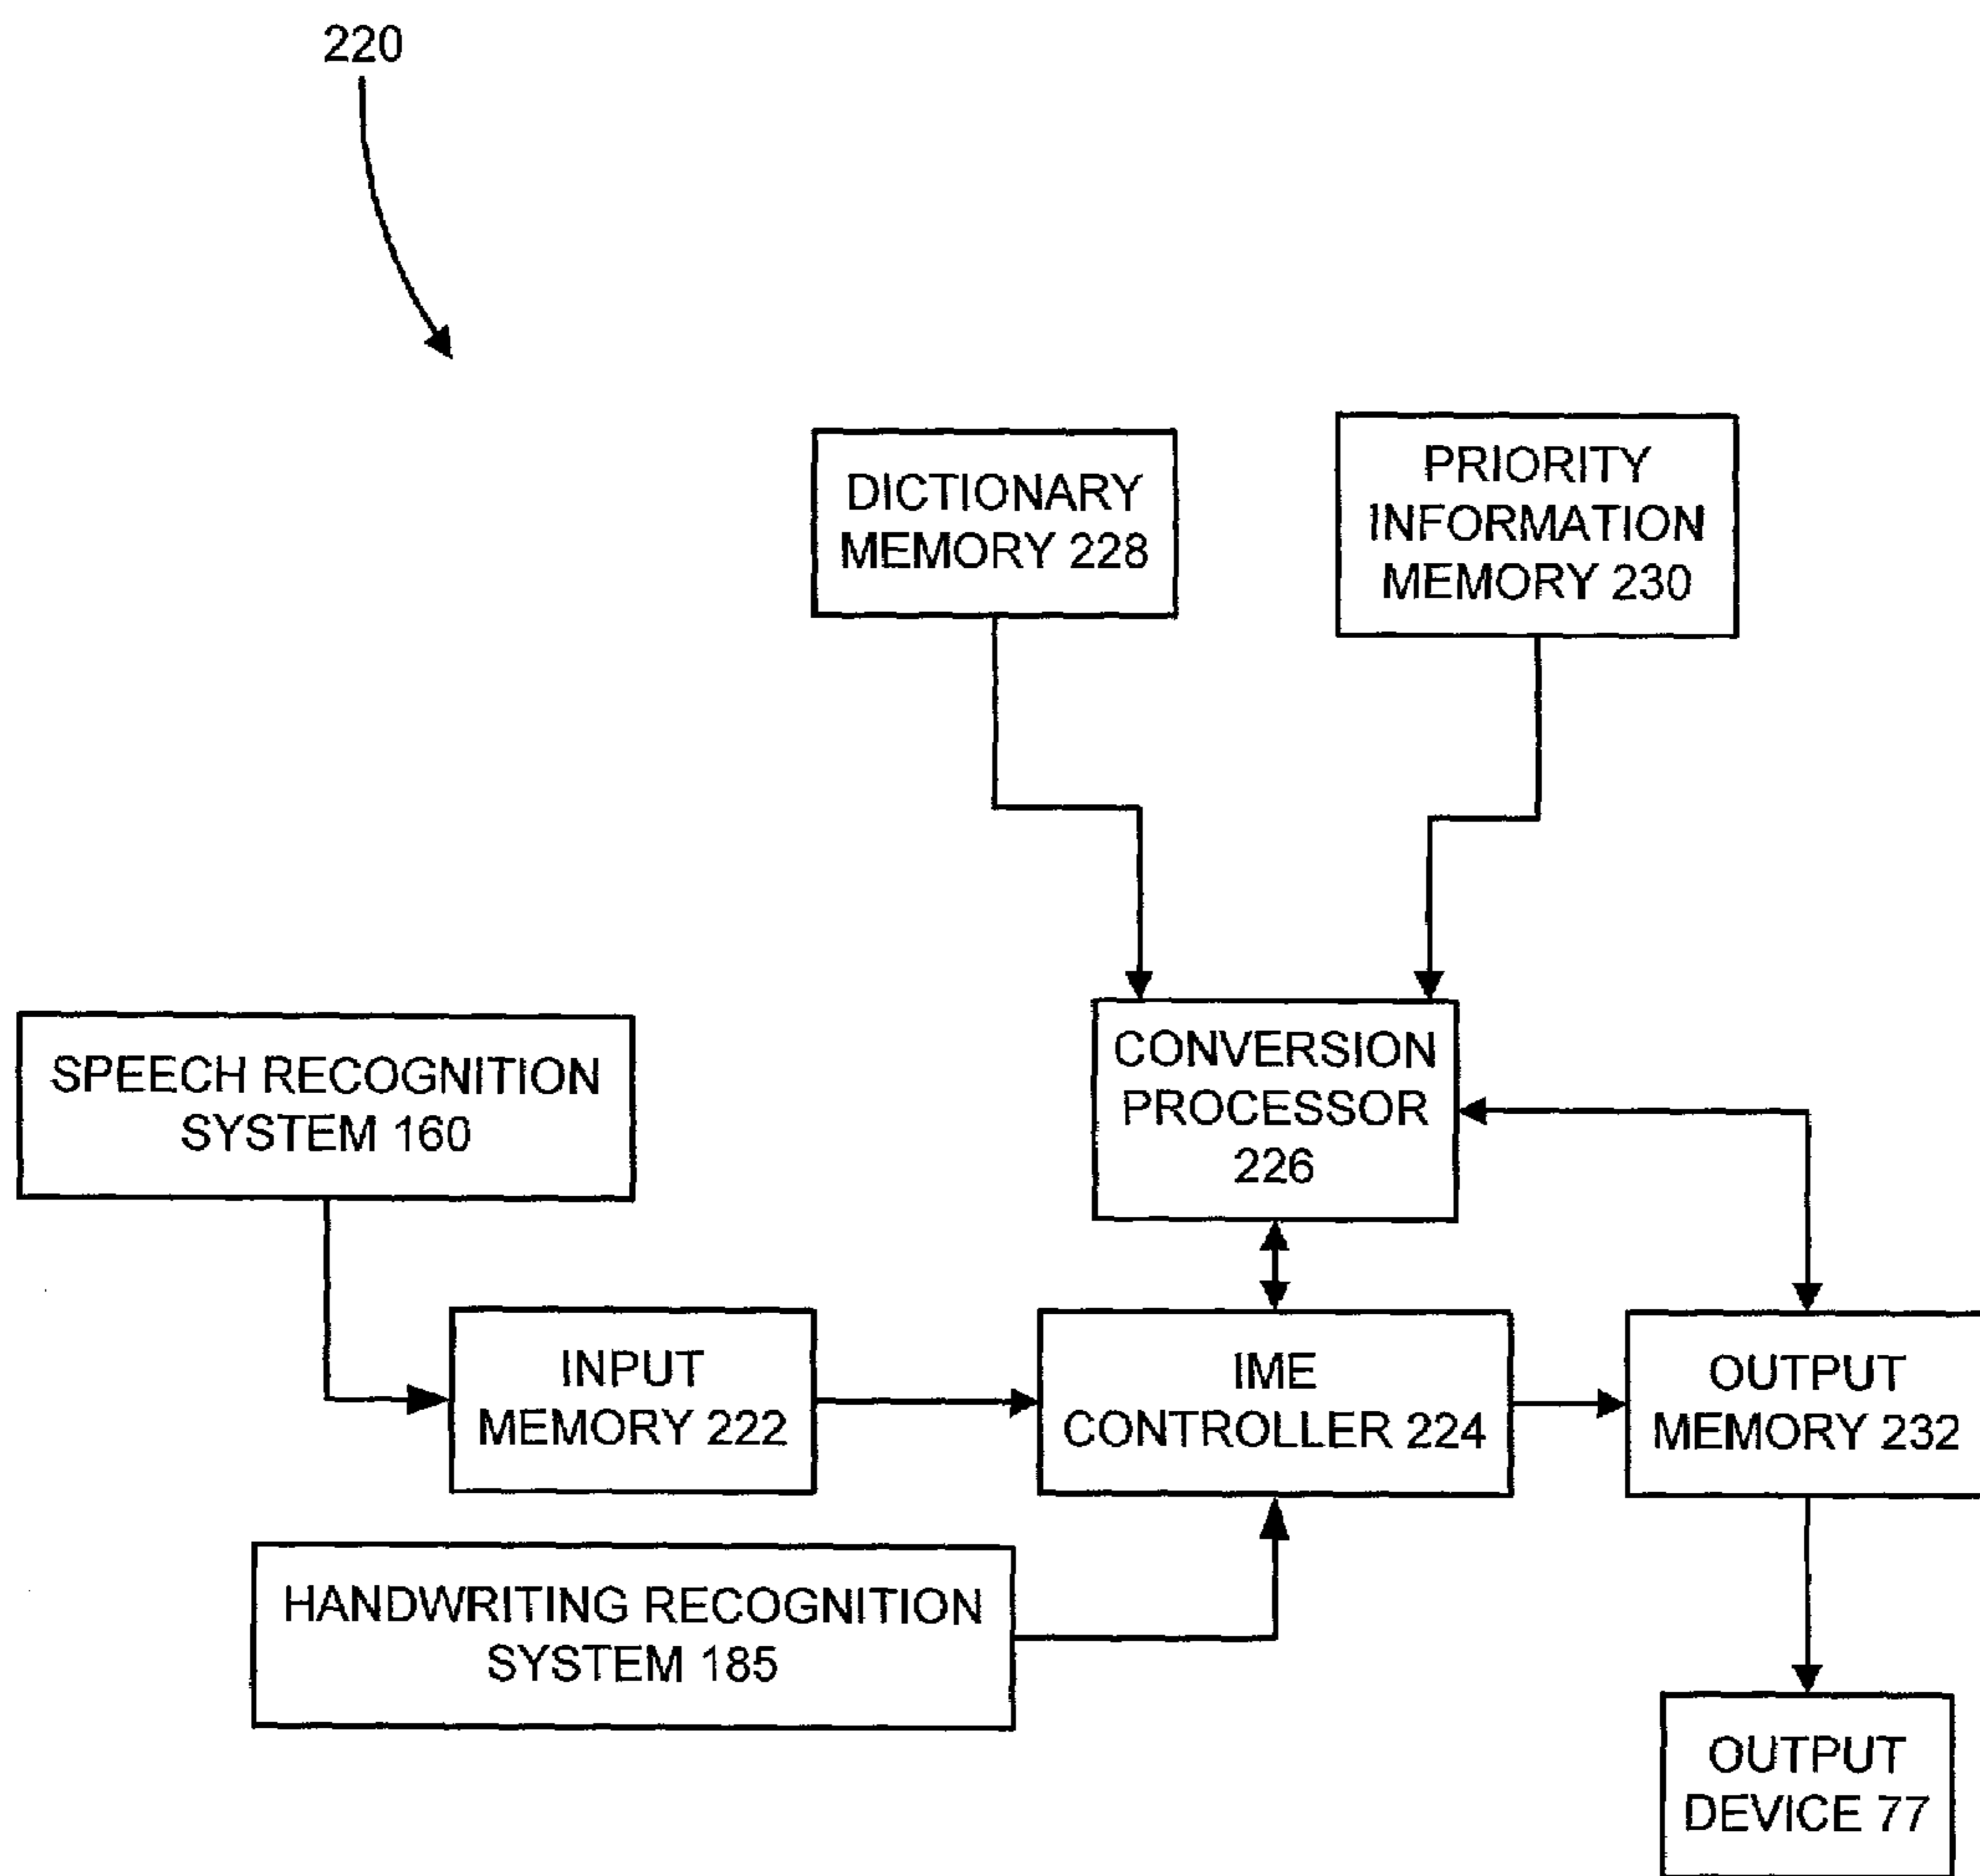 220
DICTIONARY
MEMORY 228
PRIORITY
INFORMATION
MEMORY 230
SPEECH RECOGNITION
SYSTEM 160
CONVERSION
PROCESSOR
226
INPUT
MEMORY 222
IME
CONTROLLER 224
OUTPUT
MEMORY 232
HANDWRITING RECOGNITION
SYSTEM 185
OUTPUT
DEVICE 77